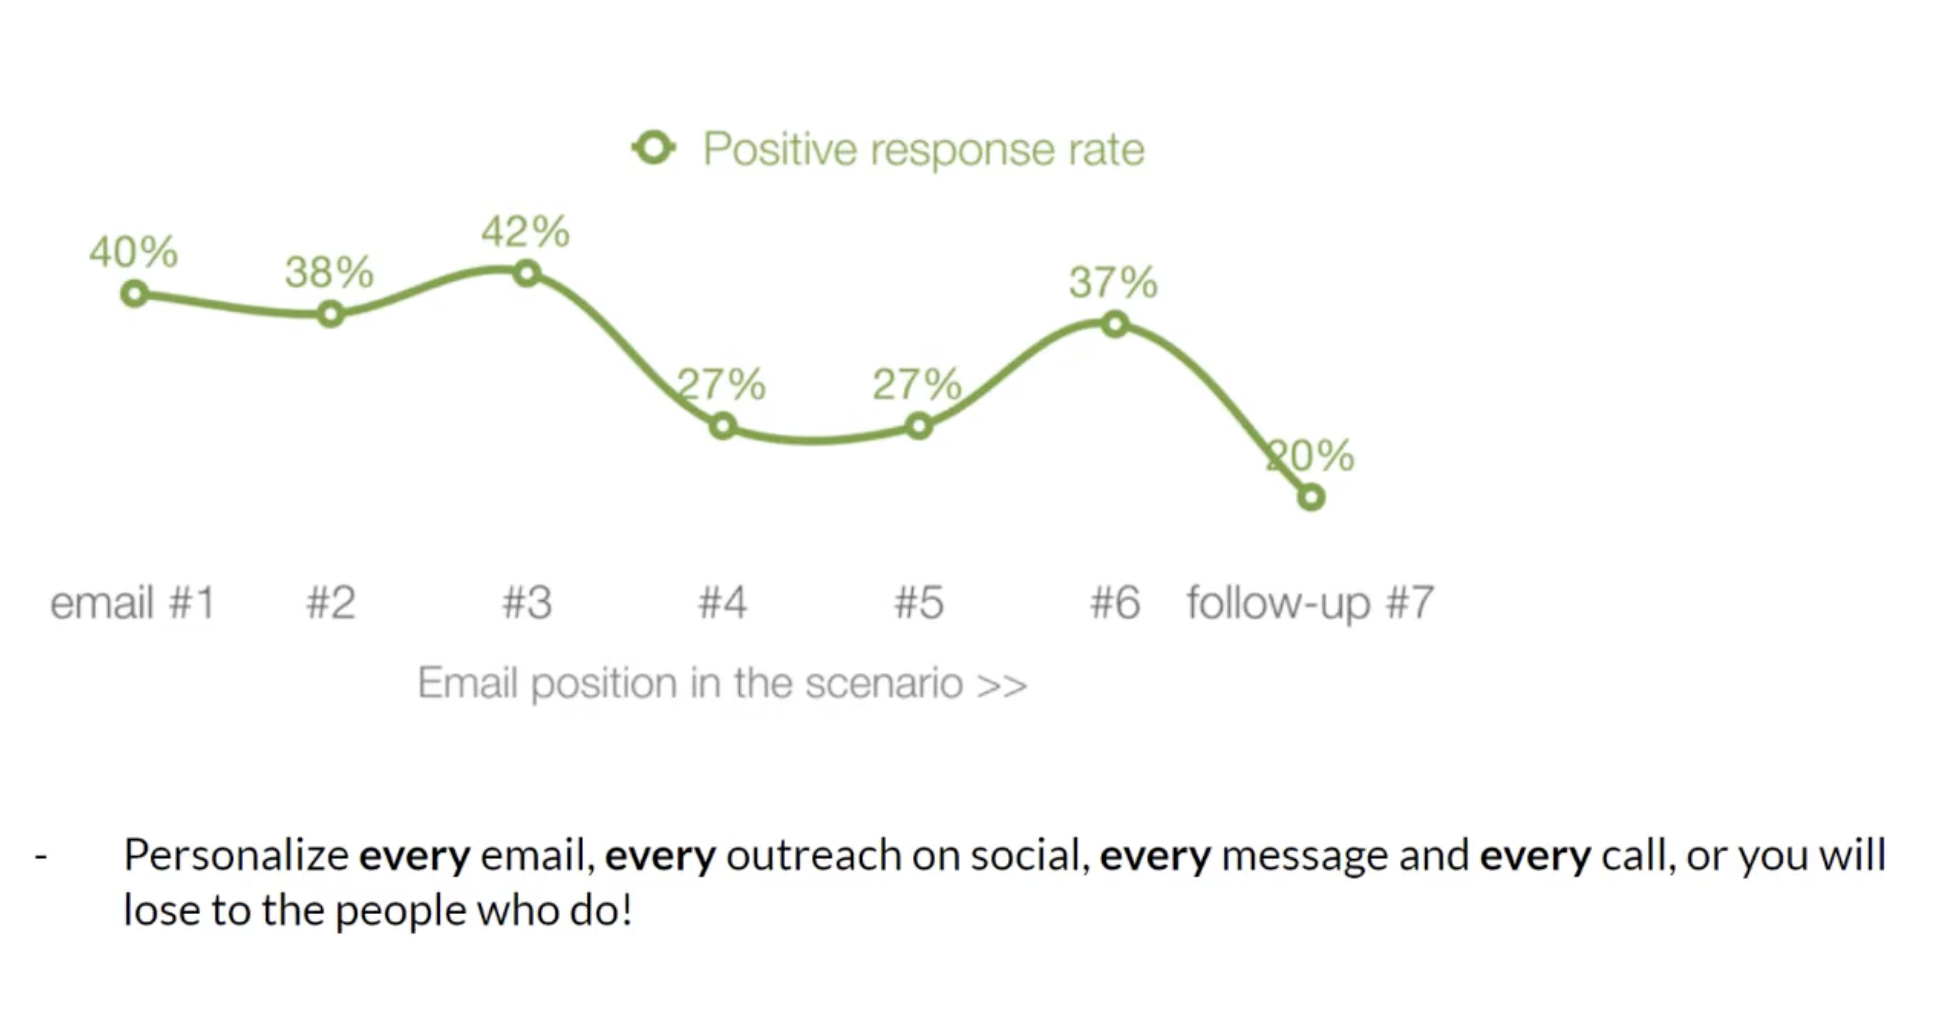 Positive response rate
40%
38%
42%
27%
27%
37%
20%
email #1
#2
#3
#4
#5
#6
follow-up #7
Email position in the scenario >>
- Personalize every email, every outreach on social, every message and every call, or you will
lose to the people who do!